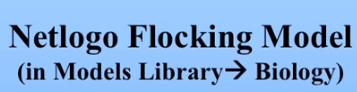 Netlogo Flocking Model
(in Models Library→ Biology)